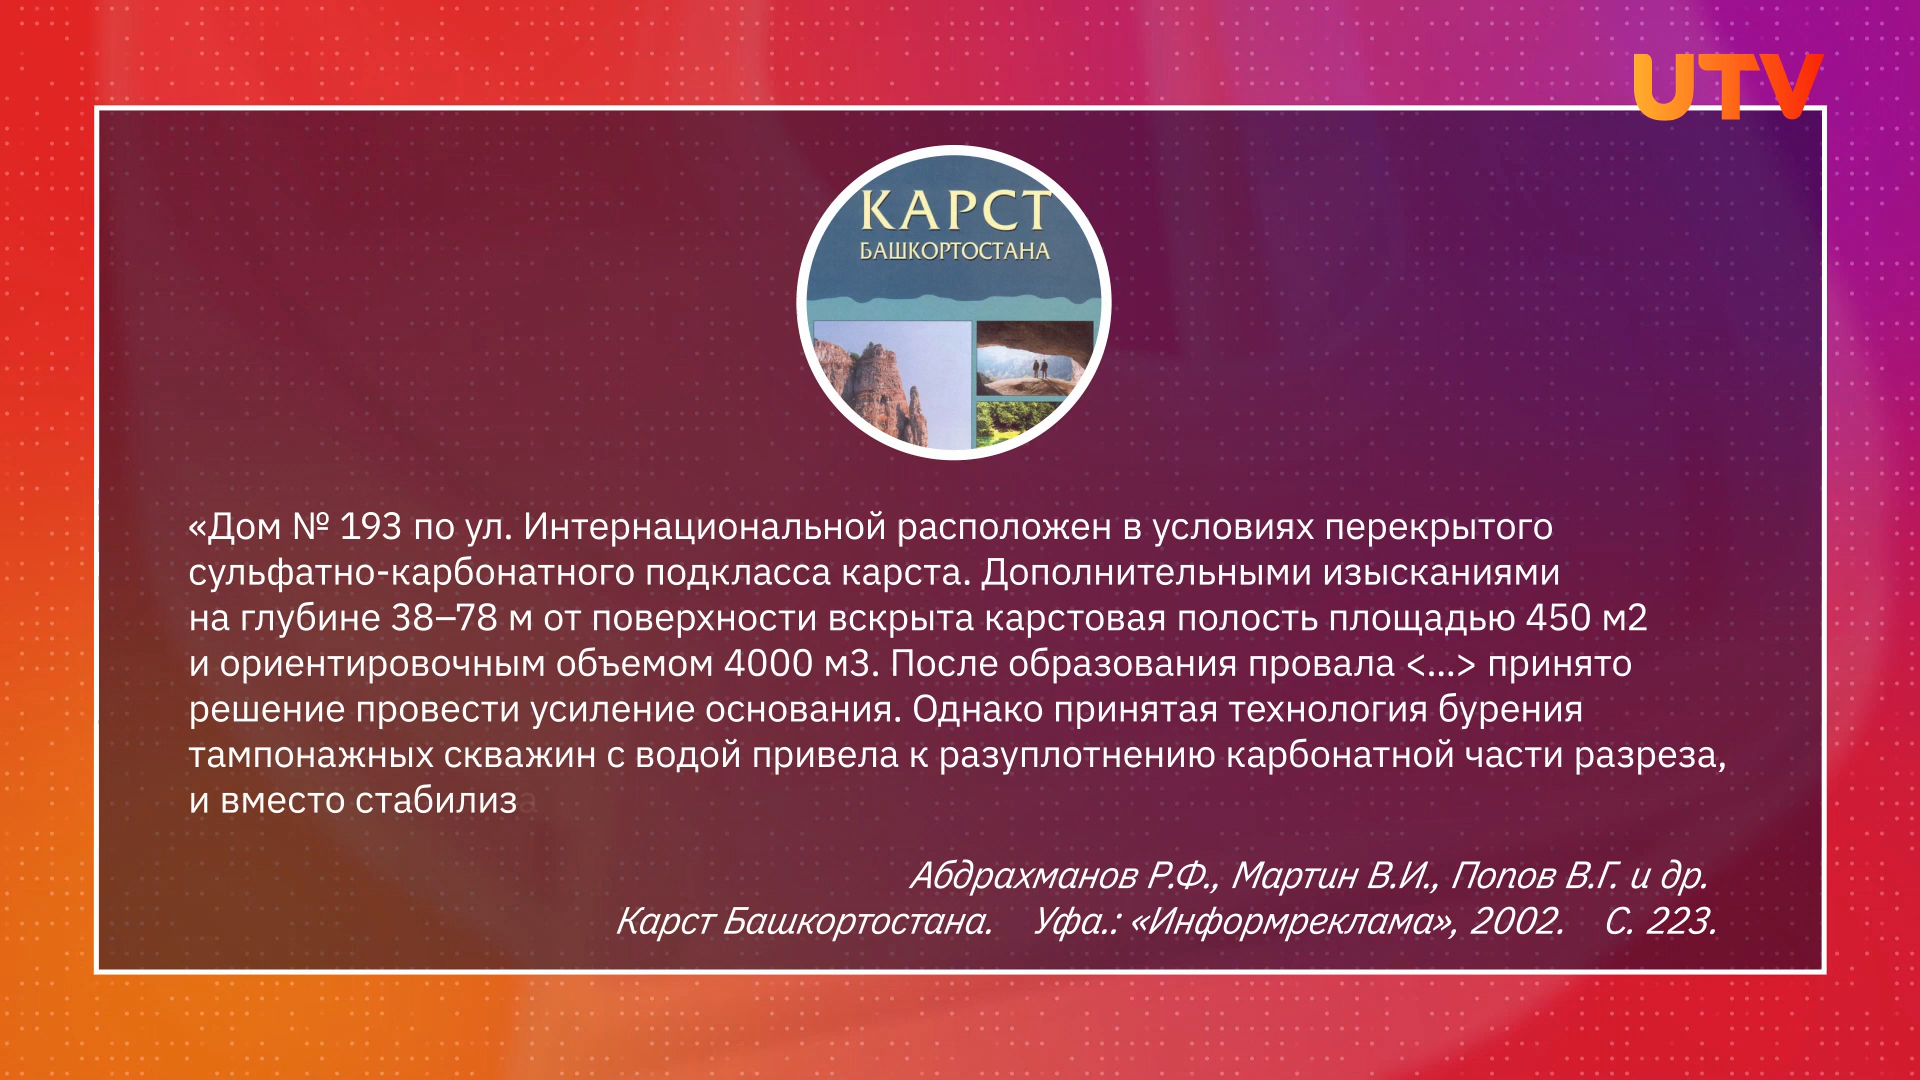 UTV
КАРСТ
БАШКОРТОСТАНА
«Дом № 193 по ул. Интернациональной расположен в условиях перекрытого
сульфатно-карбонатного подкласса карста. Дополнительными изысканиями
на глубине 38–78 м от поверхности вскрыта карстовая полость площадью 450 м2
и ориентировочным объемом 4000 м3. После образования провала <...> принято
решение провести усиление основания. Однако принятая технология бурения
тампонажных скважин с водой привела к разуплотнению карбонатной части разреза,
и вместо стабилиза
Абдрахманов Р.Ф., Мартин В.И., Попов В.Г. и др.
Карст Башкортостана. Уфа.: «Информреклама», 2002. С. 223.